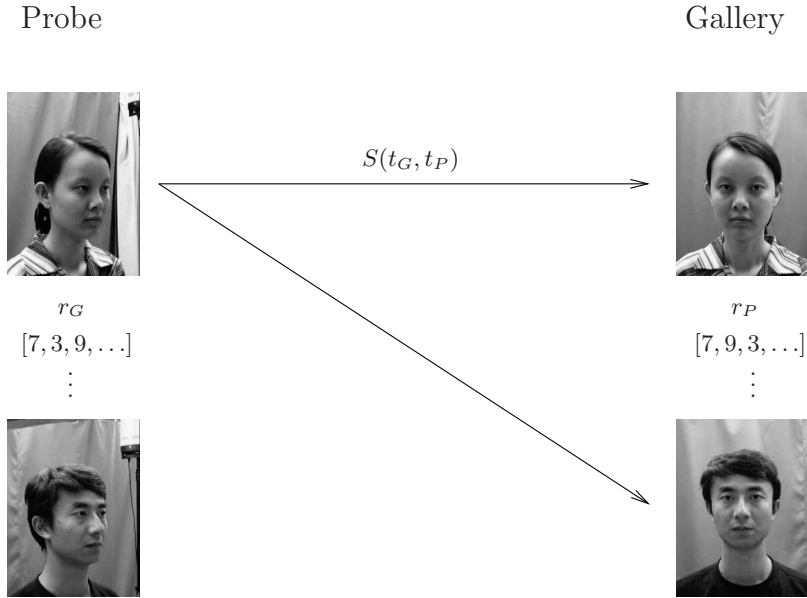 Probe
Gallery
S(t_G, t_P)
r_G
[7, 3, 9, . . .]
⋮
r_P
[7, 9, 3, . . .]
⋮